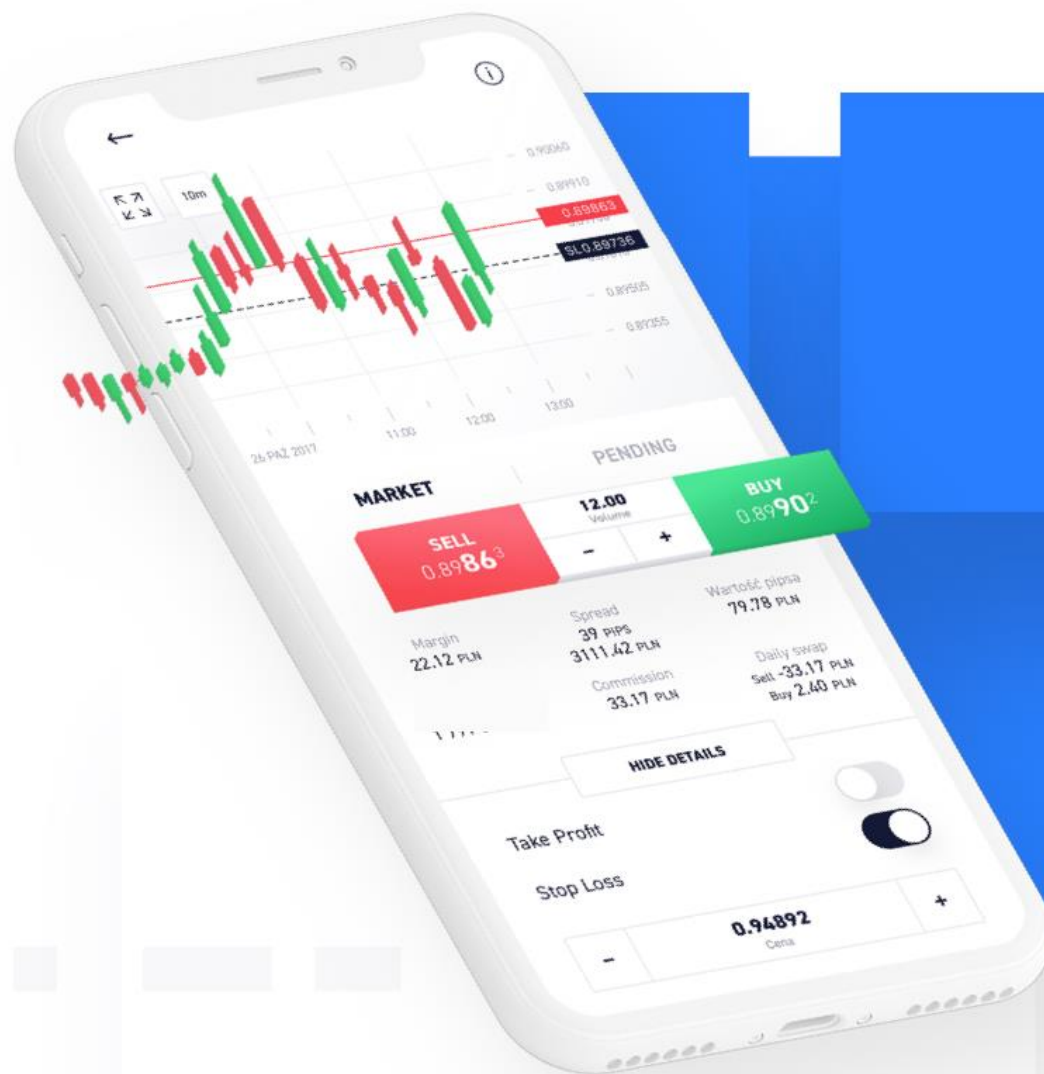 10m
0.90060
0.89910
0.89863
SL0.89736
0.89505
0.89355
26 PAŹ 2017
11:00
12:00
13:00
MARKET
PENDING
SELL
0.89863
12.00
Volume
- +
BUY
0.89902
Margin
22.12 PLN
Spread
39 PIPS
3111.42 PLN
Wartość pipsa
79.78 PLN
Commission
33.17 PLN
Daily swap
Sell -33.17 PLN
Buy 2.40 PLN
HIDE DETAILS
Take Profit
Stop Loss
- 0.94892 +
Cena